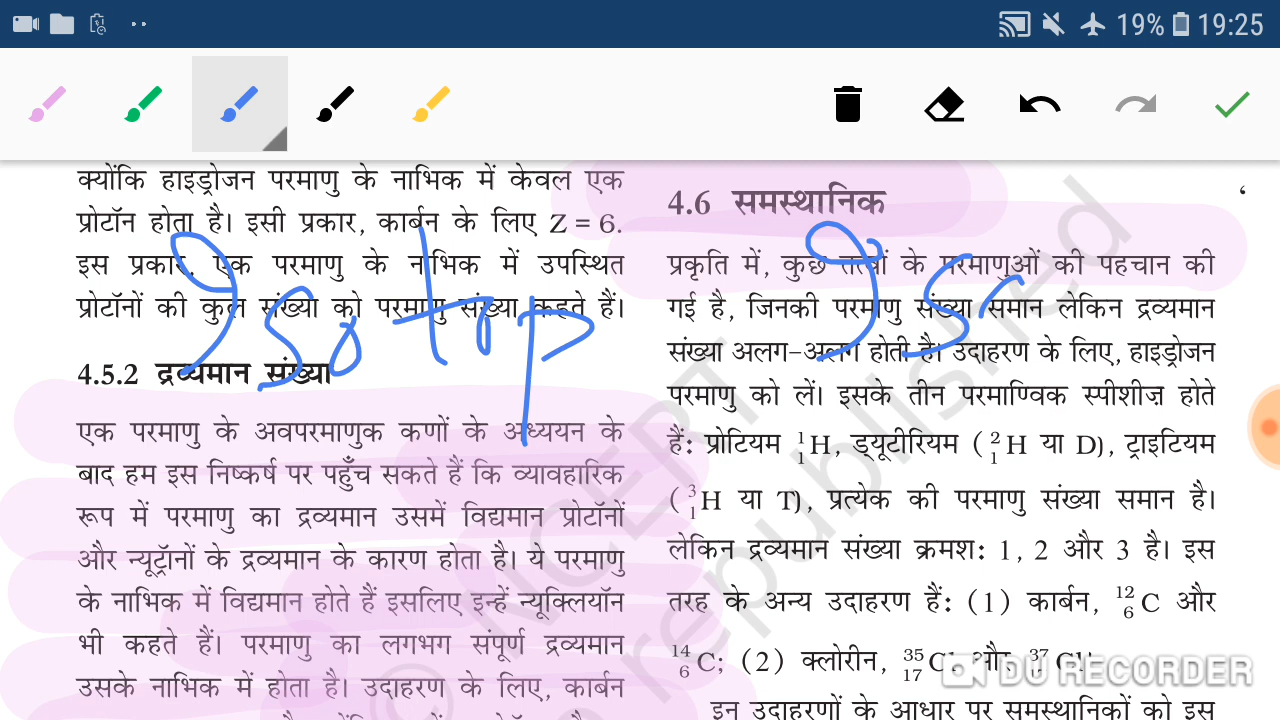 19% 19:25
क्योंकि हाइड्रोजन परमाणु के नाभिक में केवल एक
प्रोटॉन होता है। इसी प्रकार, कार्बन के लिए Z = 6.
इस प्रकार, एक परमाणु के नाभिक में उपस्थित
प्रोटॉनों की कुल संख्या को परमाणु संख्या कहते हैं।
Isotop
4.5.2 द्रव्यमान संख्या
एक परमाणु के अवपरमाणुक कणों के अध्ययन के
बाद हम इस निष्कर्ष पर पहुँच सकते हैं कि व्यावहारिक
रूप में परमाणु का द्रव्यमान उसमें विद्यमान प्रोटॉनों
और न्यूट्रॉनों के द्रव्यमान के कारण होता है। ये परमाणु
के नाभिक में विद्यमान होते हैं इसलिए इन्हें न्यूक्लियॉन
भी कहते हैं। परमाणु का लगभग संपूर्ण द्रव्यमान
उसके नाभिक में होता है। उदाहरण के लिए, कार्बन
4.6 समस्थानिक
प्रकृति में, कुछ तत्वों के परमाणुओं की पहचान की
गई है, जिनकी परमाणु संख्या समान लेकिन द्रव्यमान
संख्या अलग-अलग होती है। उदाहरण के लिए, हाइड्रोजन
परमाणु को लें। इसके तीन परमाण्विक स्पीशीज़ होते
हैं: प्रोटियम ¹₁H, ड्यूटीरियम ( ²₁H या D), ट्राइटियम
( ³₁H या T), प्रत्येक की परमाणु संख्या समान है।
लेकिन द्रव्यमान संख्या क्रमश: 1, 2 और 3 है। इस
तरह के अन्य उदाहरण हैं: (1) कार्बन, ¹²₆C और
¹⁴₆C; (2) क्लोरीन, ³⁵₁₇Cl और ³⁷Cl
इन उदाहरणों के आधार पर समस्थानिकों को इस
© NCERT
republished
DU RECORDER